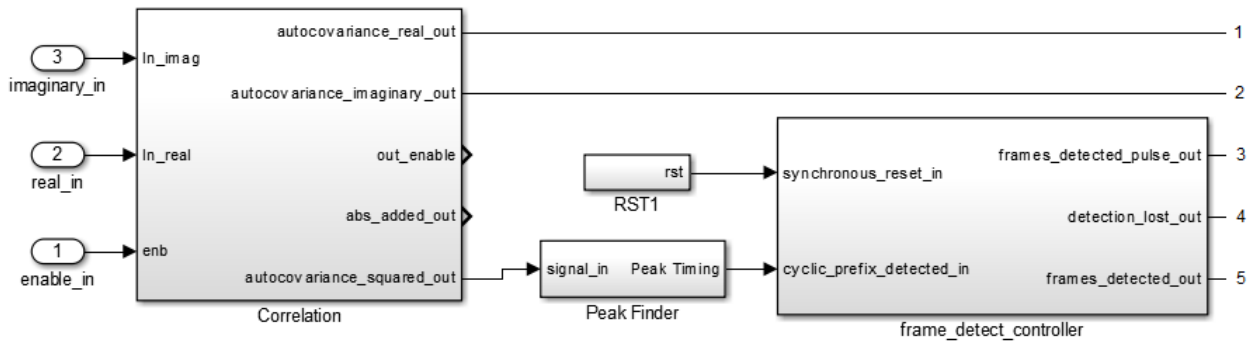 3
imaginary_in
2
real_in
1
enable_in
In_imag
In_real
enb
autocovariance_real_out
autocovariance_imaginary_out
out_enable
abs_added_out
autocovariance_squared_out
Correlation
rst
RST1
signal_in Peak Timing
Peak Finder
synchronous_reset_in
cyclic_prefix_detected_in
frames_detected_pulse_out
detection_lost_out
frames_detected_out
frame_detect_controller
1
2
3
4
5